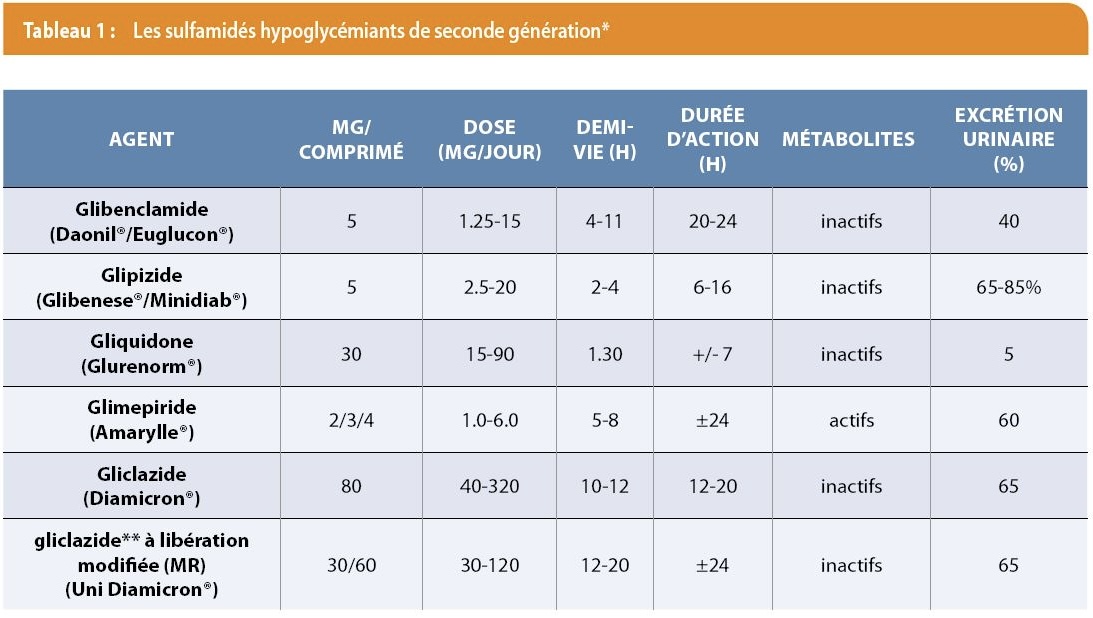 Tableau 1 : Les sulfamidés hypoglycémiants de seconde génération*
AGENT
MG/
COMPRIMÉ
DOSE
(MG/JOUR)
DEMI-
VIE (H)
DURÉE
D’ACTION
(H)
MÉTABOLITES
EXCRÉTION
URINAIRE
(%)
Glibenclamide
(Daonil®/Euglucon®)
5
1.25-15
4-11
20-24
inactifs
40
Glipizide
(Glibenese®/Minidiab®)
5
2.5-20
2-4
6-16
inactifs
65-85%
Gliquidone
(Glurenorm®)
30
15-90
1.30
+/- 7
inactifs
5
Glimepiride
(Amarylle®)
2/3/4
1.0-6.0
5-8
±24
actifs
60
Gliclazide
(Diamicron®)
80
40-320
10-12
12-20
inactifs
65
gliclazide** à libération
modifiée (MR)
(Uni Diamicron®)
30/60
30-120
12-20
±24
inactifs
65